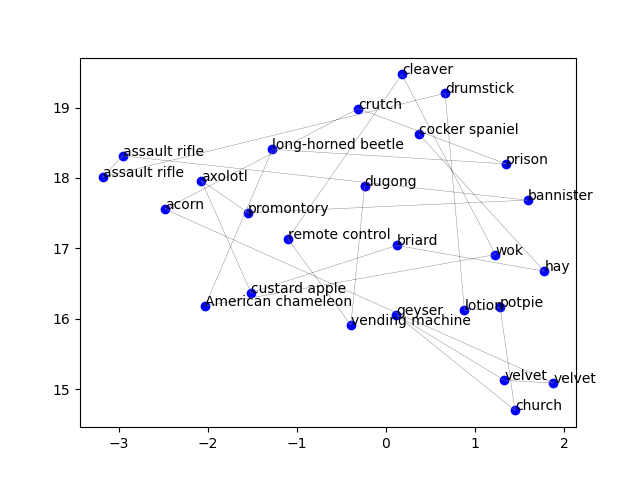 cleaver
drumstick
19
crutch
cocker spaniel
long-horned beetle
assault rifle
prison
18
assault rifle
axolotl
dugong
bannister
acorn
promontory
remote control
briard
17
wok
hay
custard apple
American chameleon
lotion
potpie
geyser
vending machine
16
velvet
velvet
15
church
−3
−2
−1
0
1
2